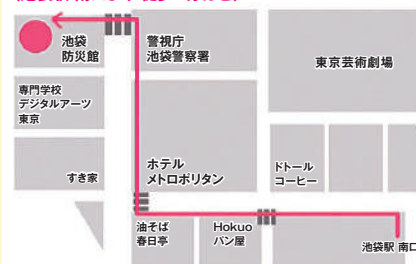 池袋
防災館
警視庁
池袋警察署
東京芸術劇場
専門学校
デジタルアーツ
東京
すき家
ホテル
メトロポリタン
ドトール
コーヒー
油そば
春日亭
Hokuo
パン屋
池袋駅 南口